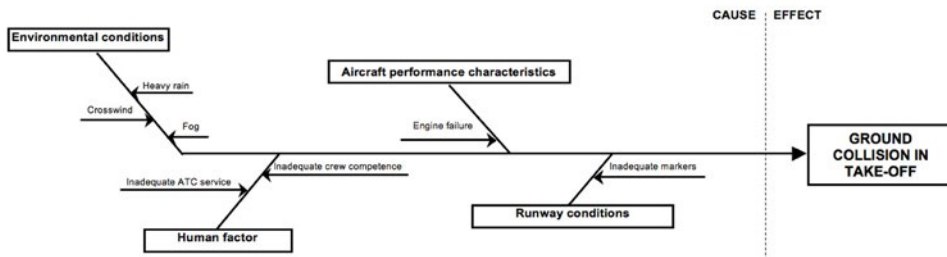 CAUSE
EFFECT
Environmental conditions
Heavy rain
Crosswind
Fog
Aircraft performance characteristics
Engine failure
GROUND
COLLISION IN
TAKE-OFF
Inadequate crew competence
Inadequate ATC service
Human factor
Inadequate markers
Runway conditions